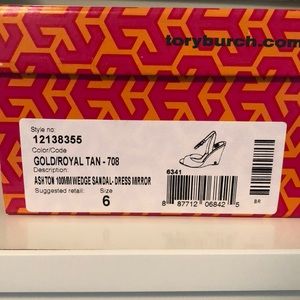 toryburch.com
Style no
12138355
Color/Code
GOLD/ROYAL TAN - 708
Description:
ASHTON 100MM WEDGE SANDAL- DRESS MIRROR
Suggested retail: Size
6
6341
8 87712 06842 5
BR